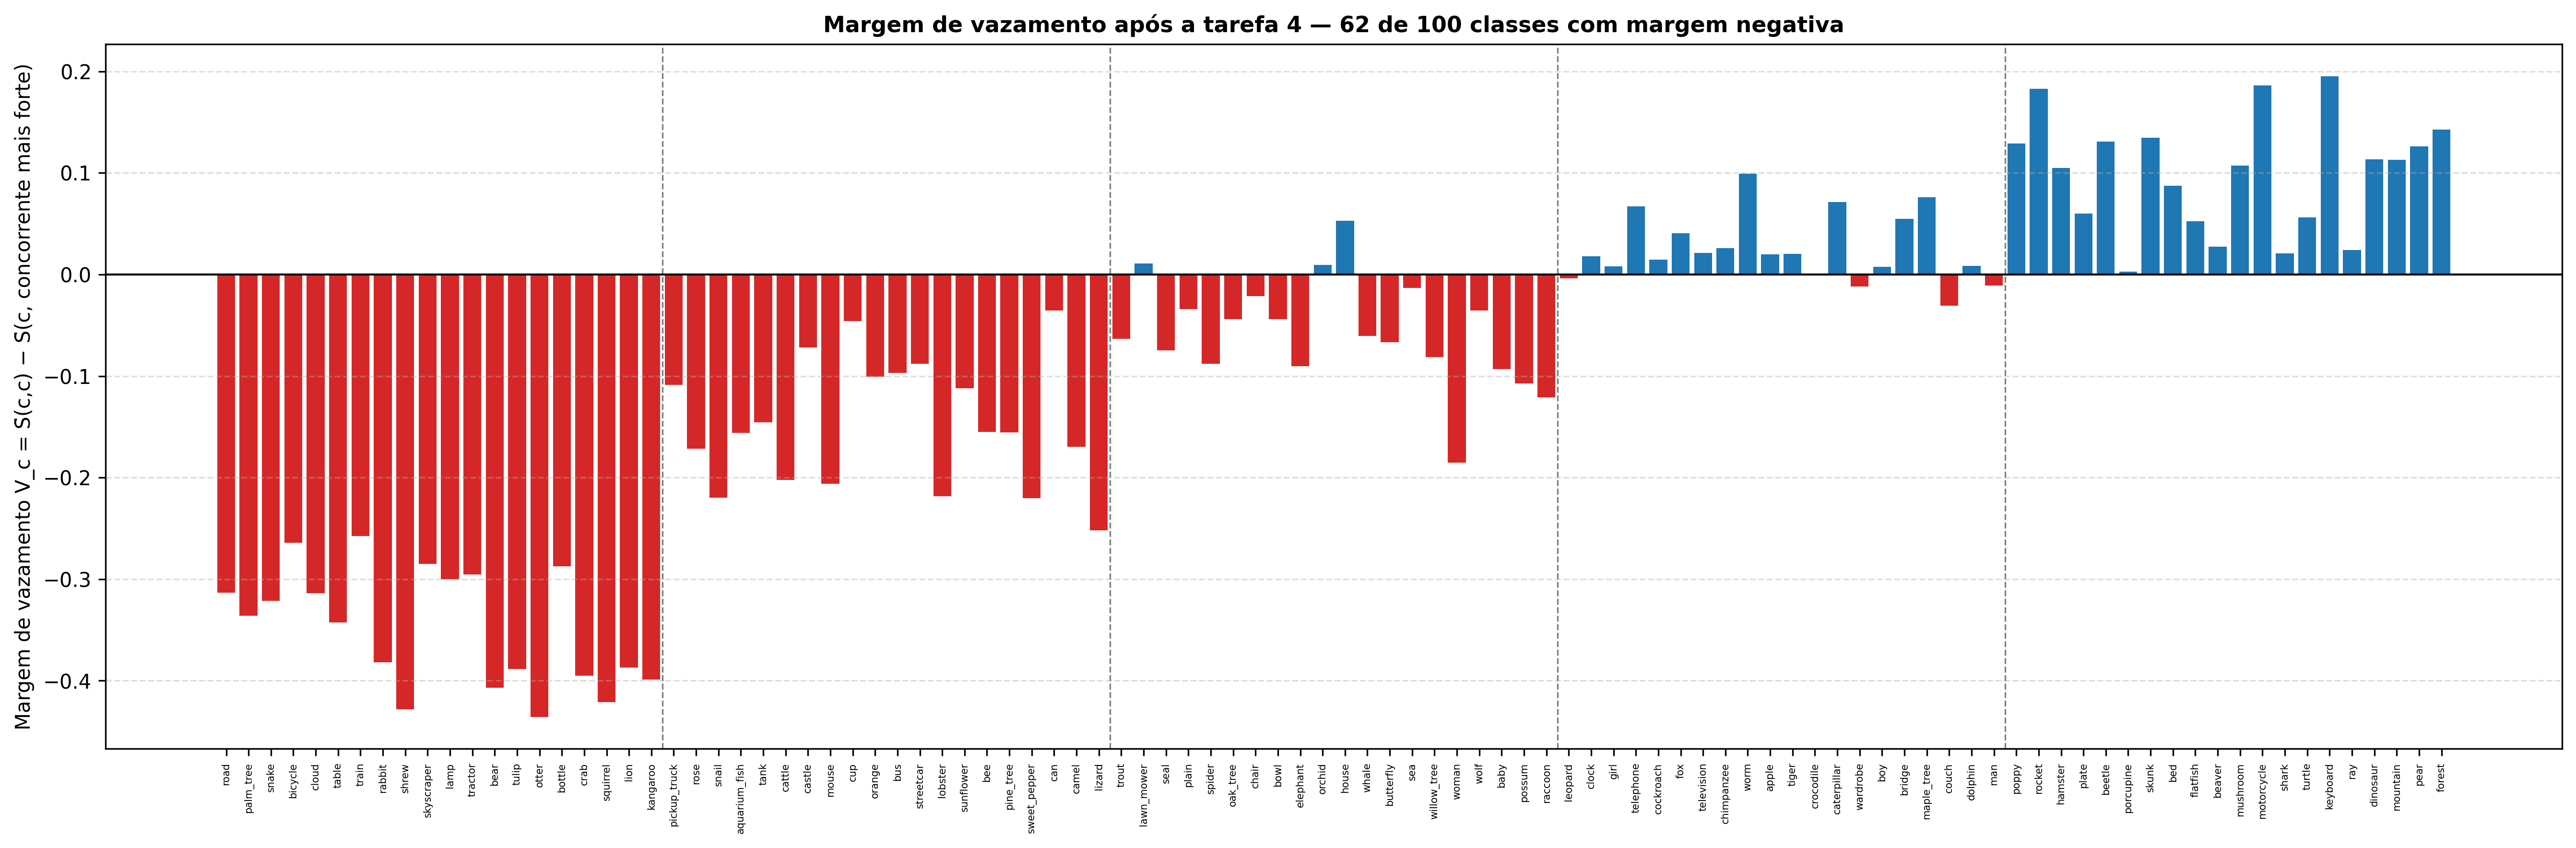 Margem de vazamento após a tarefa 4 — 62 de 100 classes com margem negativa
Margem de vazamento V_c = S(c,c) − S(c, concorrente mais forte)
0.2
0.1
0.0
−0.1
−0.2
−0.3
−0.4
road
palm_tree
snake
bicycle
cloud
table
train
rabbit
shrew
skyscraper
lamp
tractor
bear
tulip
otter
bottle
crab
squirrel
lion
kangaroo
pickup_truck
rose
snail
aquarium_fish
tank
cattle
castle
mouse
cup
orange
bus
streetcar
lobster
sunflower
bee
pine_tree
sweet_pepper
can
camel
lizard
trout
lawn_mower
seal
plain
spider
oak_tree
chair
bowl
elephant
orchid
house
whale
butterfly
sea
willow_tree
woman
wolf
baby
possum
raccoon
leopard
clock
girl
telephone
cockroach
fox
television
chimpanzee
worm
apple
tiger
crocodile
caterpillar
wardrobe
boy
bridge
maple_tree
couch
dolphin
man
poppy
rocket
hamster
plate
beetle
porcupine
skunk
bed
flatfish
beaver
mushroom
motorcycle
shark
turtle
keyboard
ray
dinosaur
mountain
pear
forest